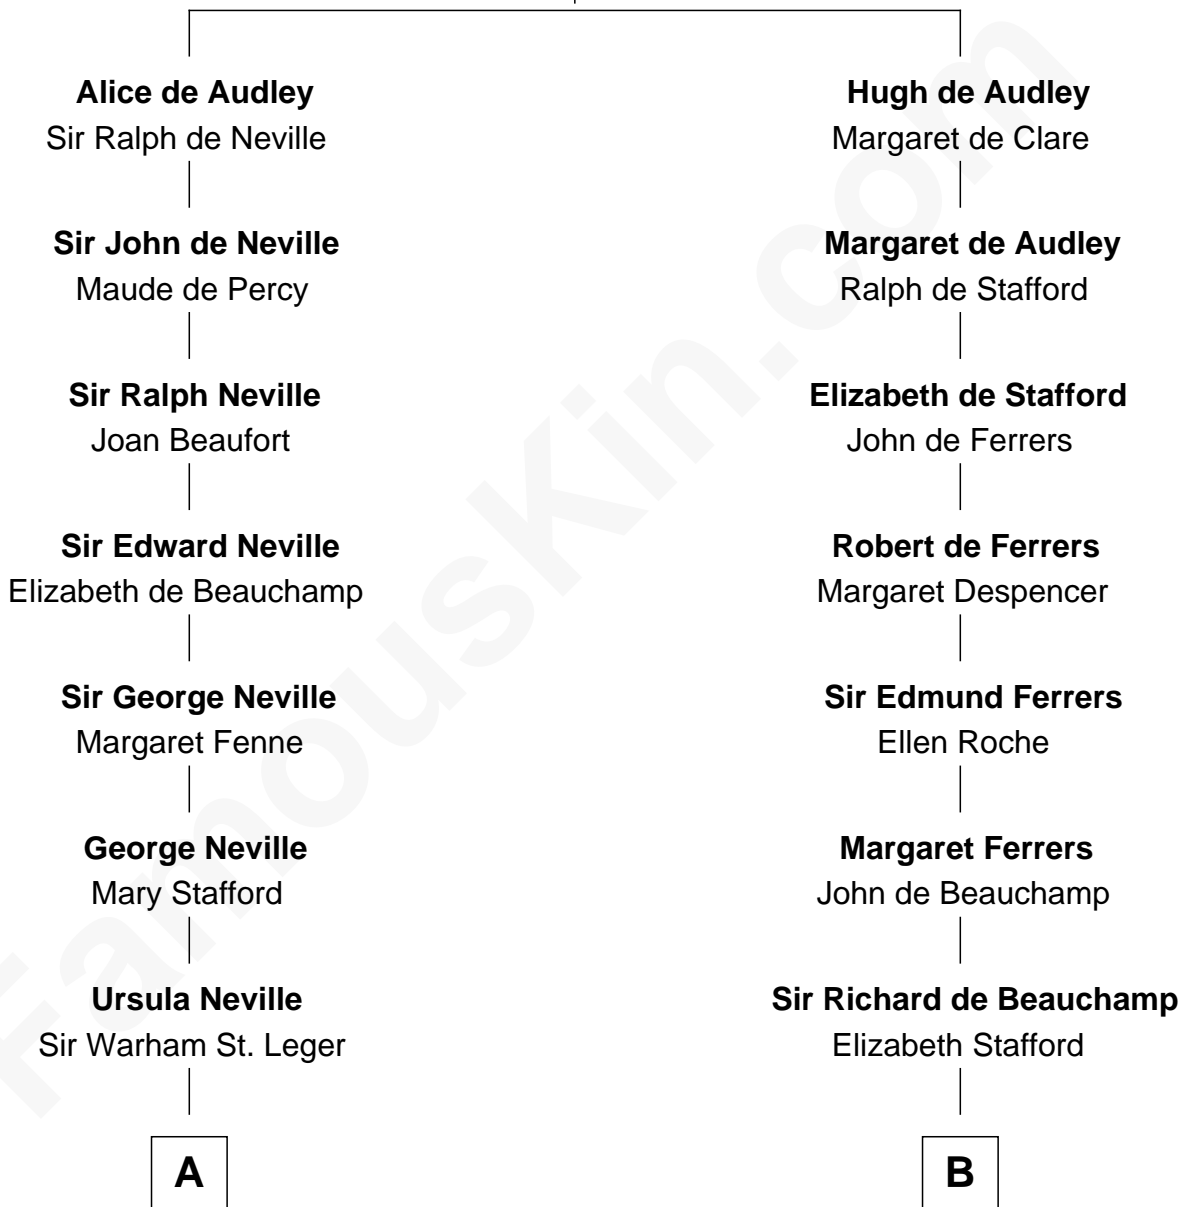 Alice de Audley
Sir Ralph de Neville
Sir John de Neville
Maude de Percy
Sir Ralph Neville
Joan Beaufort
Sir Edward Neville
Elizabeth de Beauchamp
Sir George Neville
Margaret Fenne
George Neville
Mary Stafford
Ursula Neville
Sir Warham St. Leger
A
Hugh de Audley
Margaret de Clare
Margaret de Audley
Ralph de Stafford
Elizabeth de Stafford
John de Ferrers
Robert de Ferrers
Margaret Despencer
Sir Edmund Ferrers
Ellen Roche
Margaret Ferrers
John de Beauchamp
Sir Richard de Beauchamp
Elizabeth Stafford
B
FamousKin.com